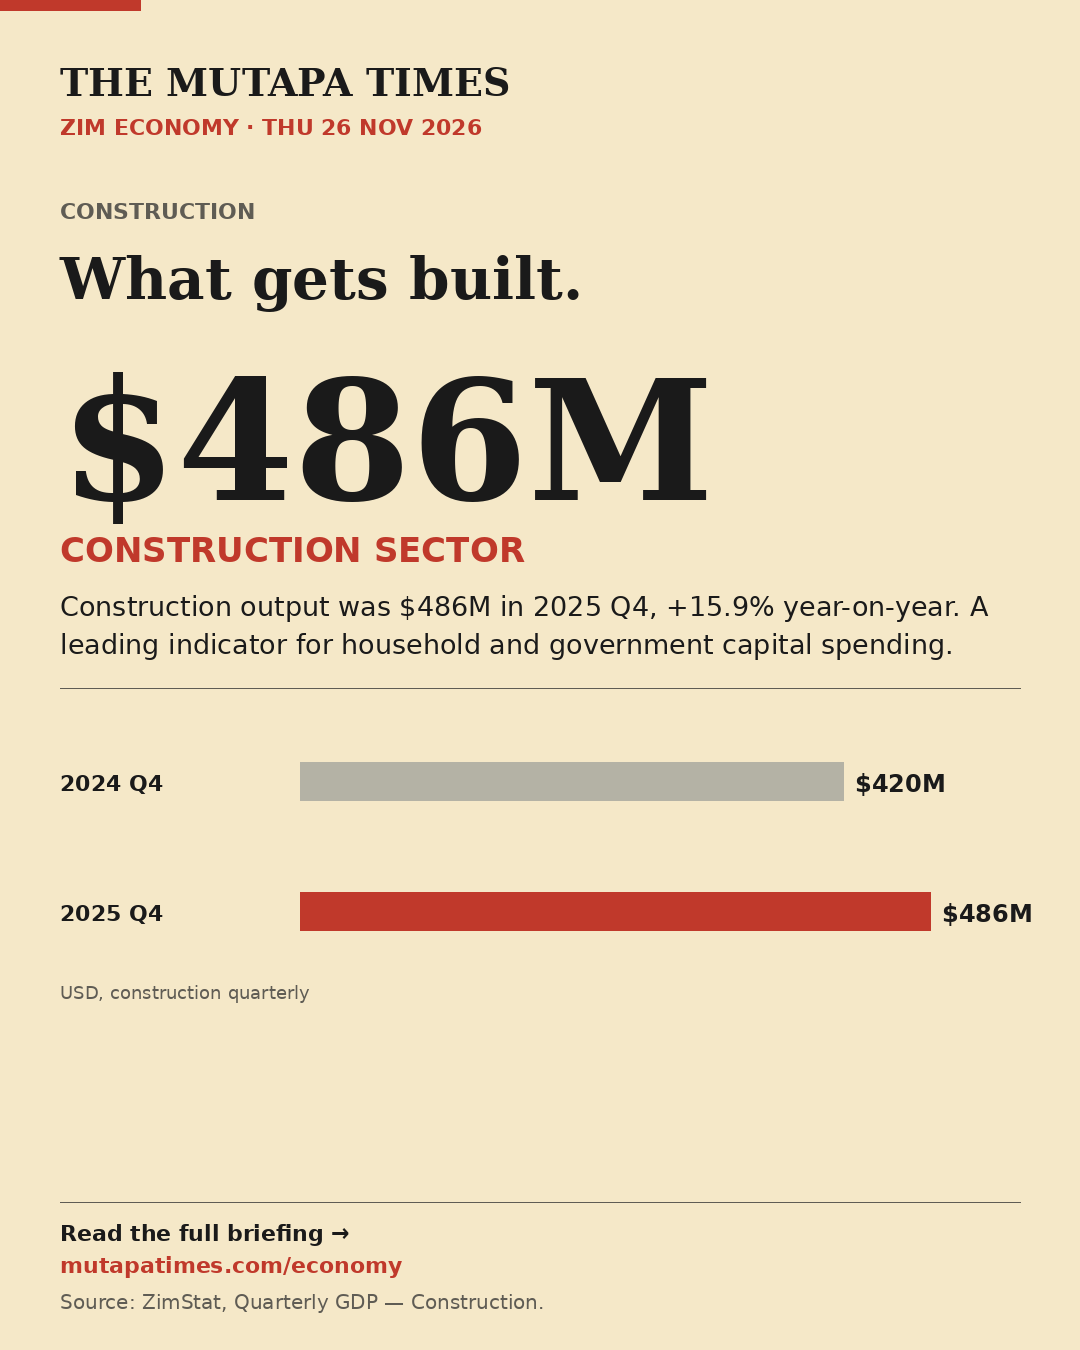 THE MUTAPA TIMES
ZIM ECONOMY · THU 26 NOV 2026
CONSTRUCTION
What gets built.
$486M
CONSTRUCTION SECTOR
Construction output was $486M in 2025 Q4, +15.9% year-on-year. A
leading indicator for household and government capital spending.
2024 Q4 $420M
2025 Q4 $486M
USD, construction quarterly
Read the full briefing →
mutapatimes.com/economy
Source: ZimStat, Quarterly GDP — Construction.